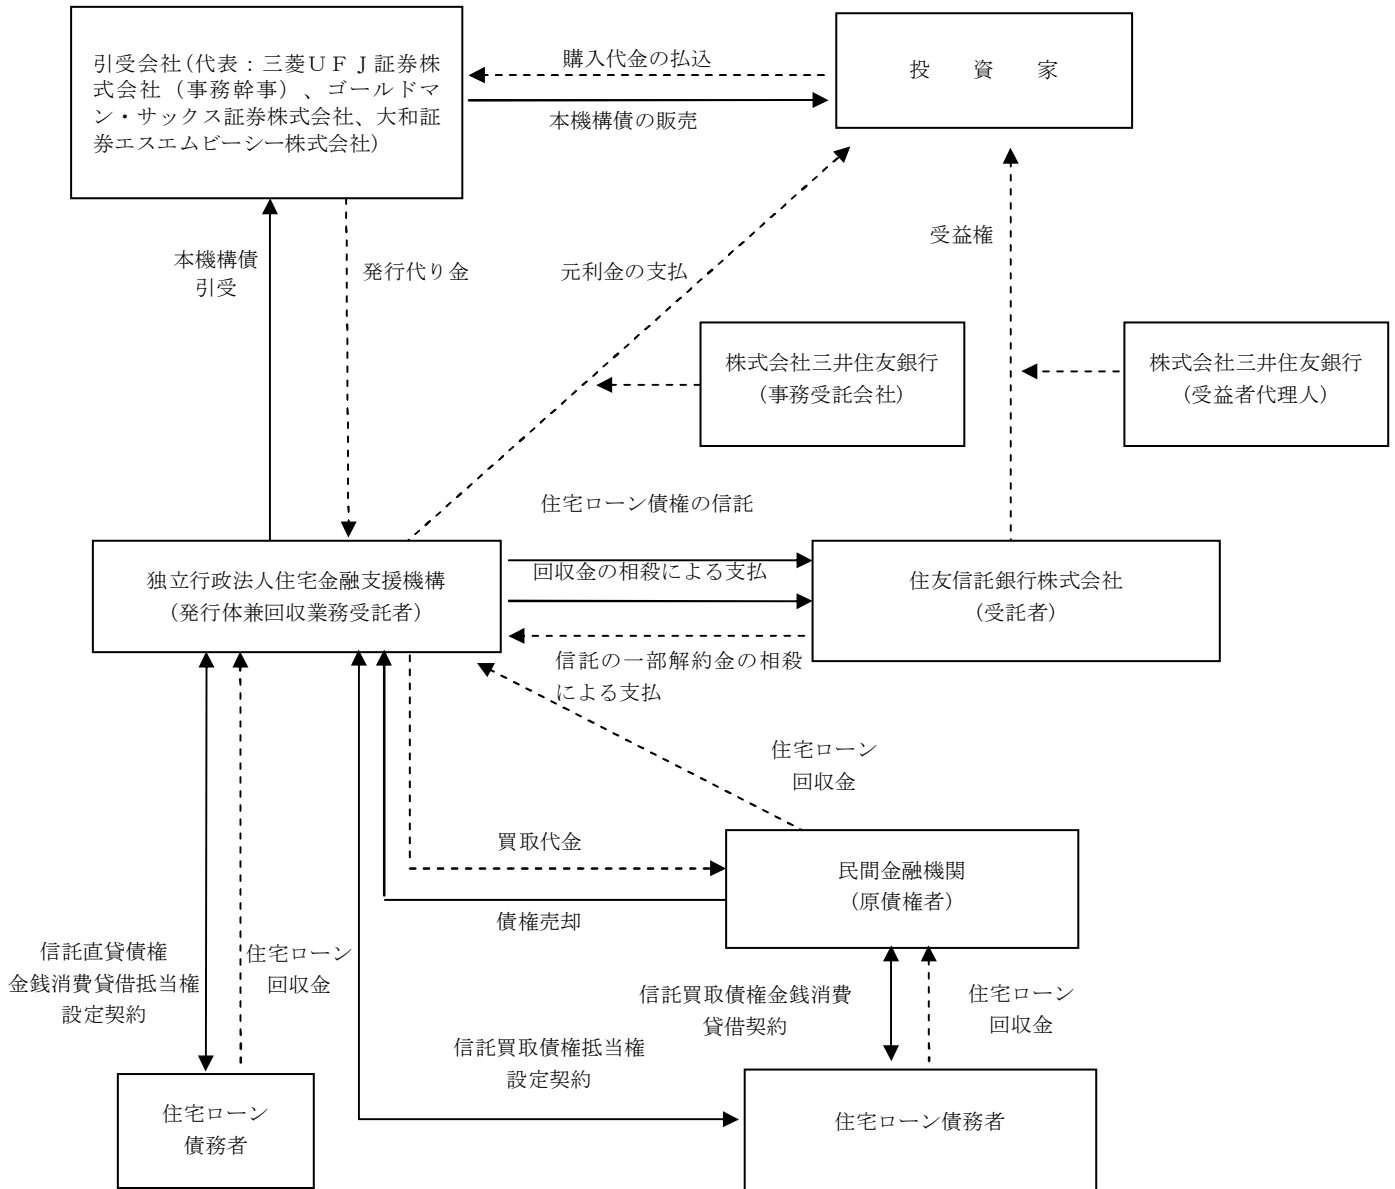 引受会社（代表：三菱ＵＦＪ証券株
式会社（事務幹事）、ゴールドマ
ン・サックス証券株式会社、大和証
券エスエムビーシー株式会社）
購入代金の払込
本機構債の販売
投資家
本機構債
引受
発行代り金
元利金の支払
受益権
株式会社三井住友銀行
（事務受託会社）
株式会社三井住友銀行
（受益者代理人）
住宅ローン債権の信託
独立行政法人住宅金融支援機構
（発行体兼回収業務受託者）
回収金の相殺による支払
住友信託銀行株式会社
（受託者）
信託の一部解約金の相殺
による支払
住宅ローン
回収金
買取代金
民間金融機関
（原債権者）
債権売却
信託直貸債権
金銭消費貸借抵当権
設定契約
住宅ローン
回収金
信託買取債権金銭消費
貸借契約
住宅ローン
回収金
信託買取債権抵当権
設定契約
住宅ローン
債務者
住宅ローン債務者